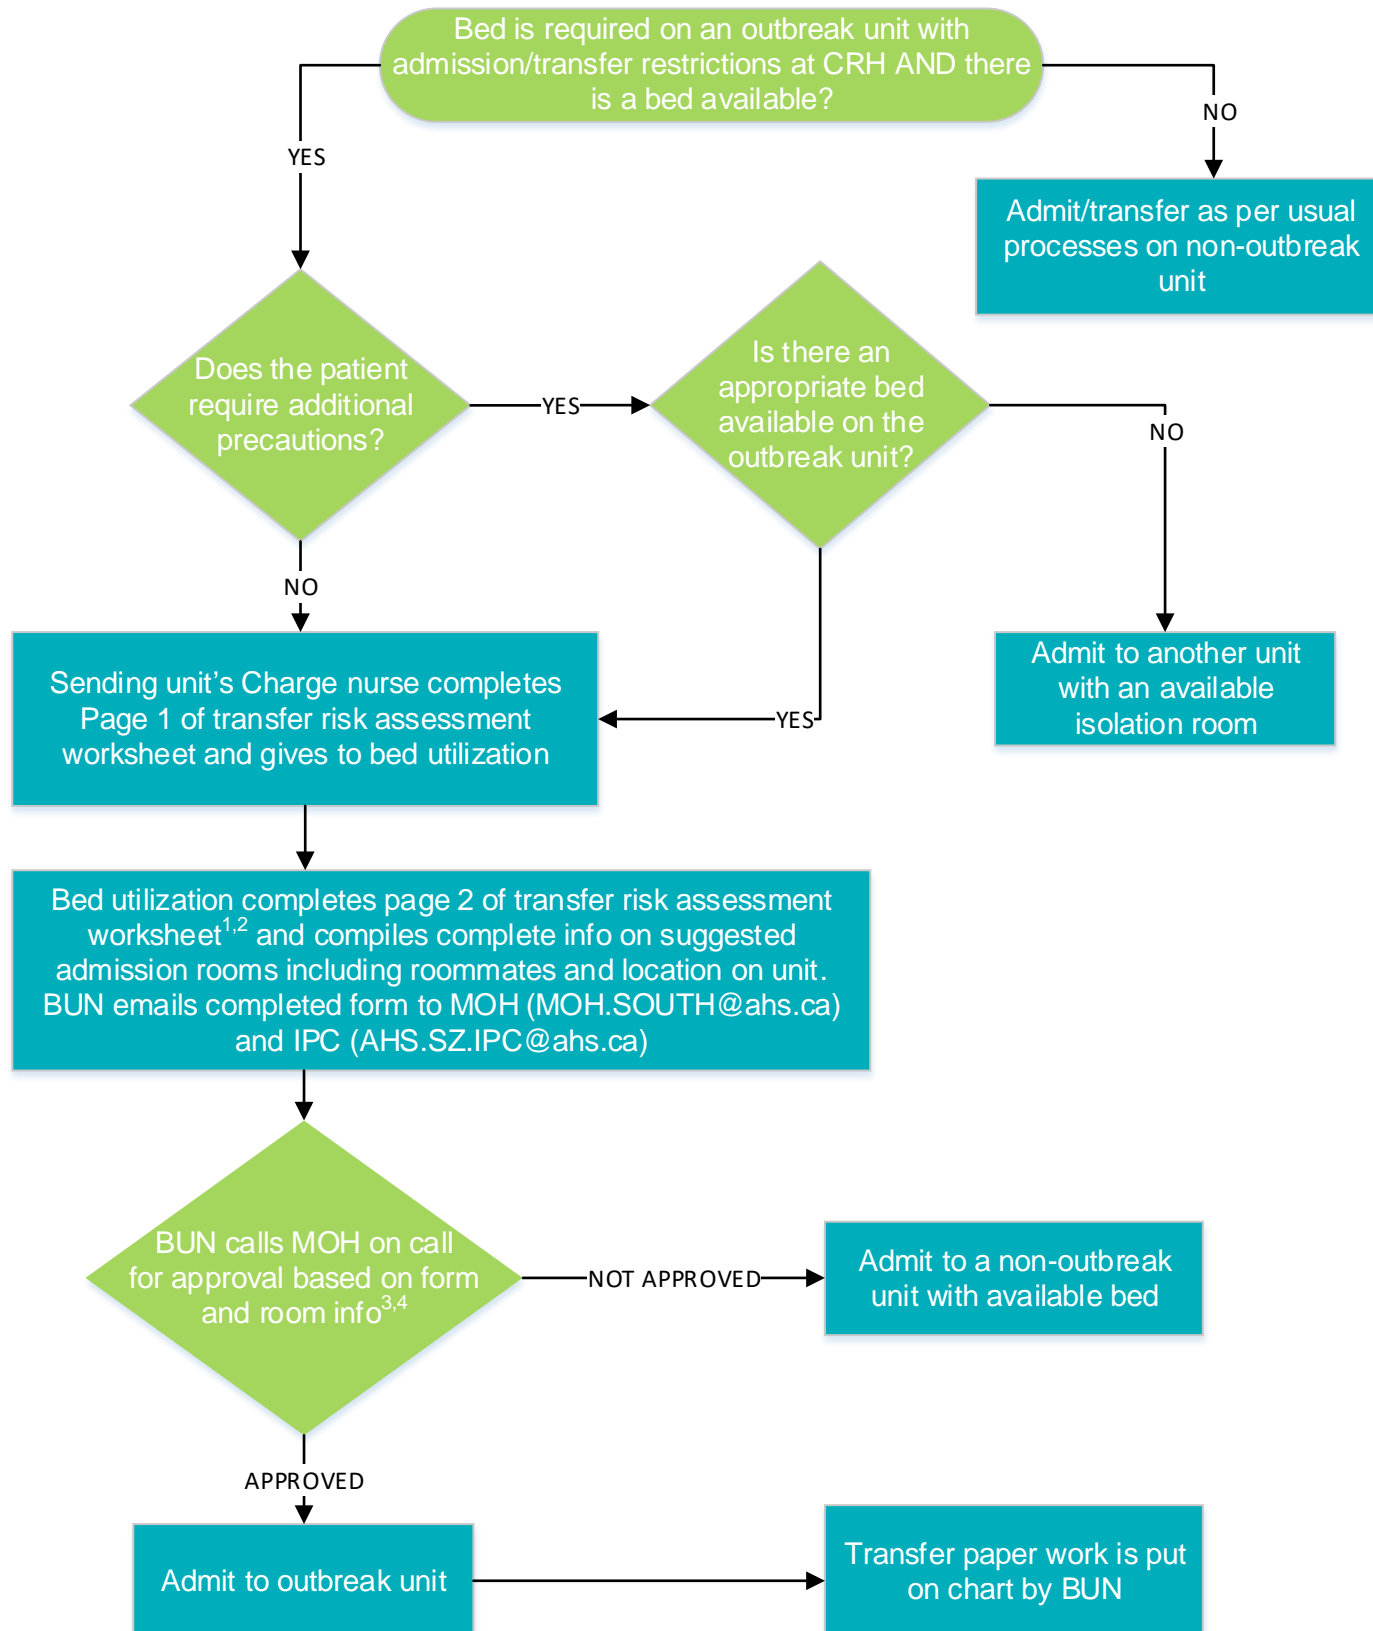 Bed is required on an outbreak unit with
admission/transfer restrictions at CRH AND there
is a bed available?
NO
YES
Admit/transfer as per usual
processes on non-outbreak
unit
Does the patient
require additional
precautions?
YES
Is there an
appropriate bed
available on the
outbreak unit?
NO
NO
Sending unit’s Charge nurse completes
Page 1 of transfer risk assessment
worksheet and gives to bed utilization
YES
Admit to another unit
with an available
isolation room
Bed utilization completes page 2 of transfer risk assessment
worksheet1,2 and compiles complete info on suggested
admission rooms including roommates and location on unit.
BUN emails completed form to MOH (MOH.SOUTH@ahs.ca)
and IPC (AHS.SZ.IPC@ahs.ca)
BUN calls MOH on call
for approval based on form
and room info3,4
NOT APPROVED
Admit to a non-outbreak
unit with available bed
APPROVED
Admit to outbreak unit
Transfer paper work is put
on chart by BUN